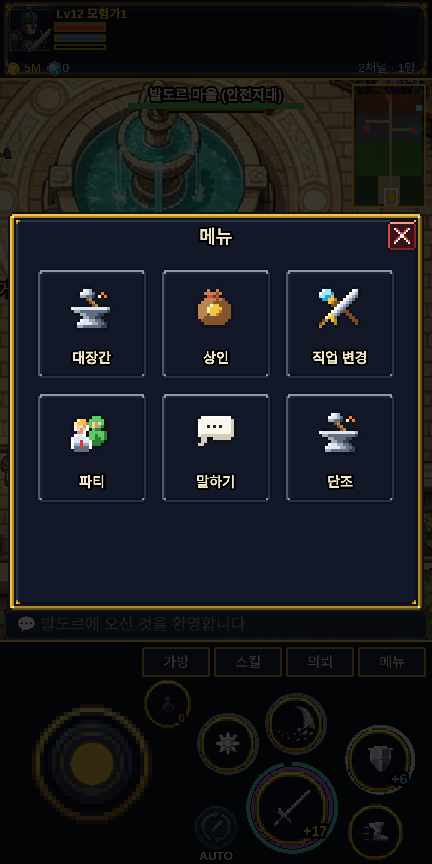 Lv12 모험가1
5M 0
2채널 · 1명
발도르 마을 (안전지대)
메뉴
대장간
상인
직업 변경
파티
말하기
단조
발도르에 오신 것을 환영합니다
가방
스킬
의뢰
메뉴
0
+6
+17
AUTO